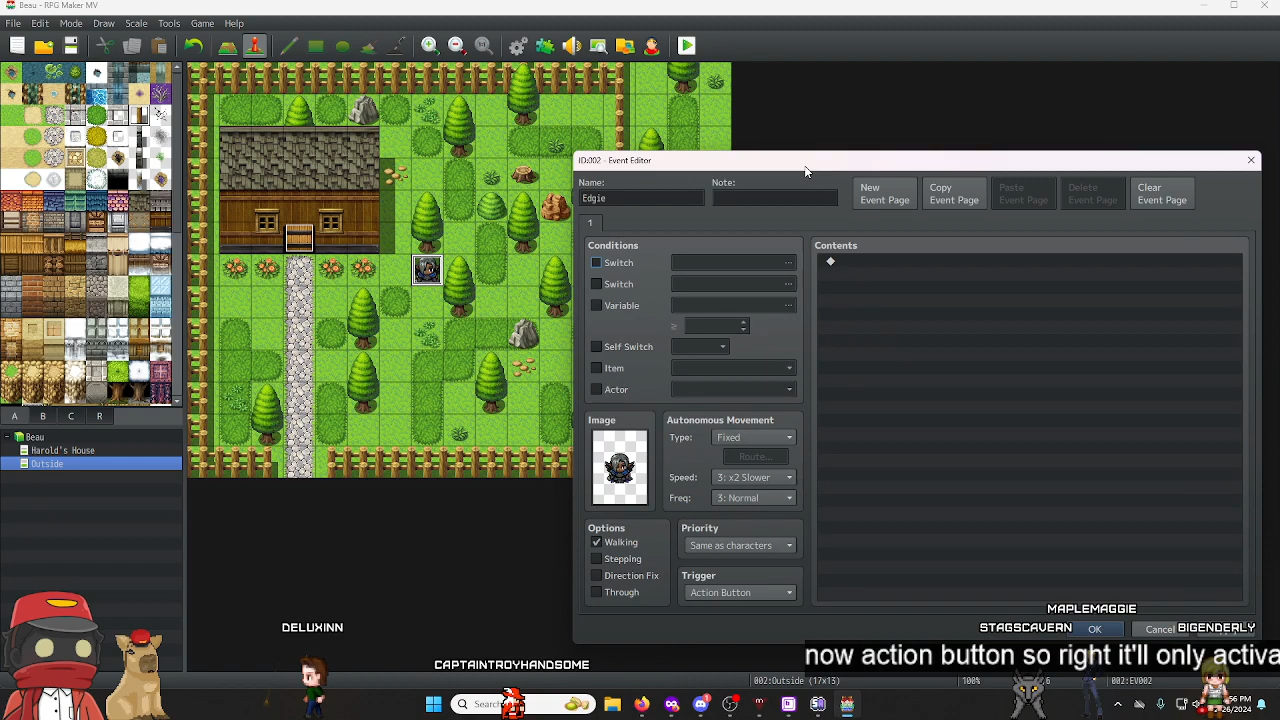 Beau - RPG Maker MV
File Edit Mode Draw Scale Tools Game Help
ID:002 - Event Editor
Name:
Note:
Edgie
New Event Page
Copy Event Page
Paste Event Page
Delete Event Page
Clear Event Page
1
Conditions
Switch ...
Switch ...
Variable ...
≥
Self Switch
Item
Actor
Contents
Image
Autonomous Movement
Type: Fixed
Route...
Speed: 3: x2 Slower
Freq: 3: Normal
Options
Walking
Stepping
Direction Fix
Through
Priority
Same as characters
Trigger
Action Button
OK
Cancel
A B C R
Beau
Harold's House
Outside
MAPLEMAGGIE
STAGSCAVERN
BIGENDERLY
DELUXINN
CAPTAINTROYHANDSOME
now action button so right it'll only activa
002:Outside (17x13)
100%
002:EV002
Search